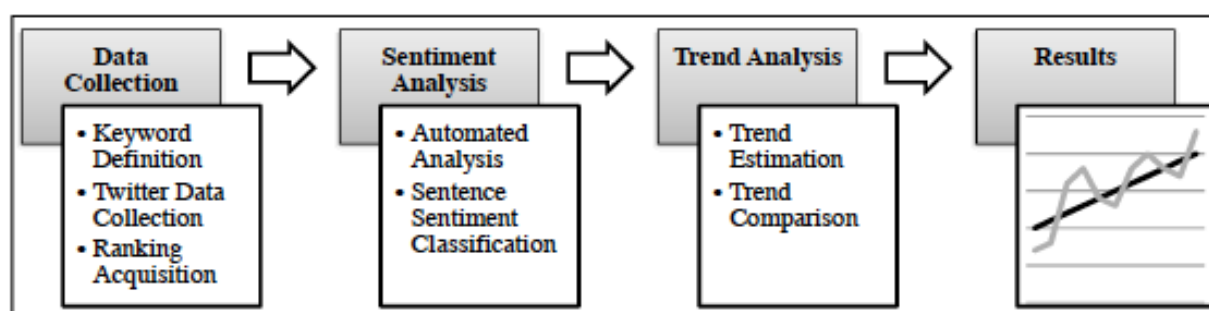 Data
Collection
• Keyword
Definition
• Twitter Data
Collection
• Ranking
Acquisition
Sentiment
Analysis
• Automated
Analysis
• Sentence
Sentiment
Classification
Trend Analysis
• Trend
Estimation
• Trend
Comparison
Results